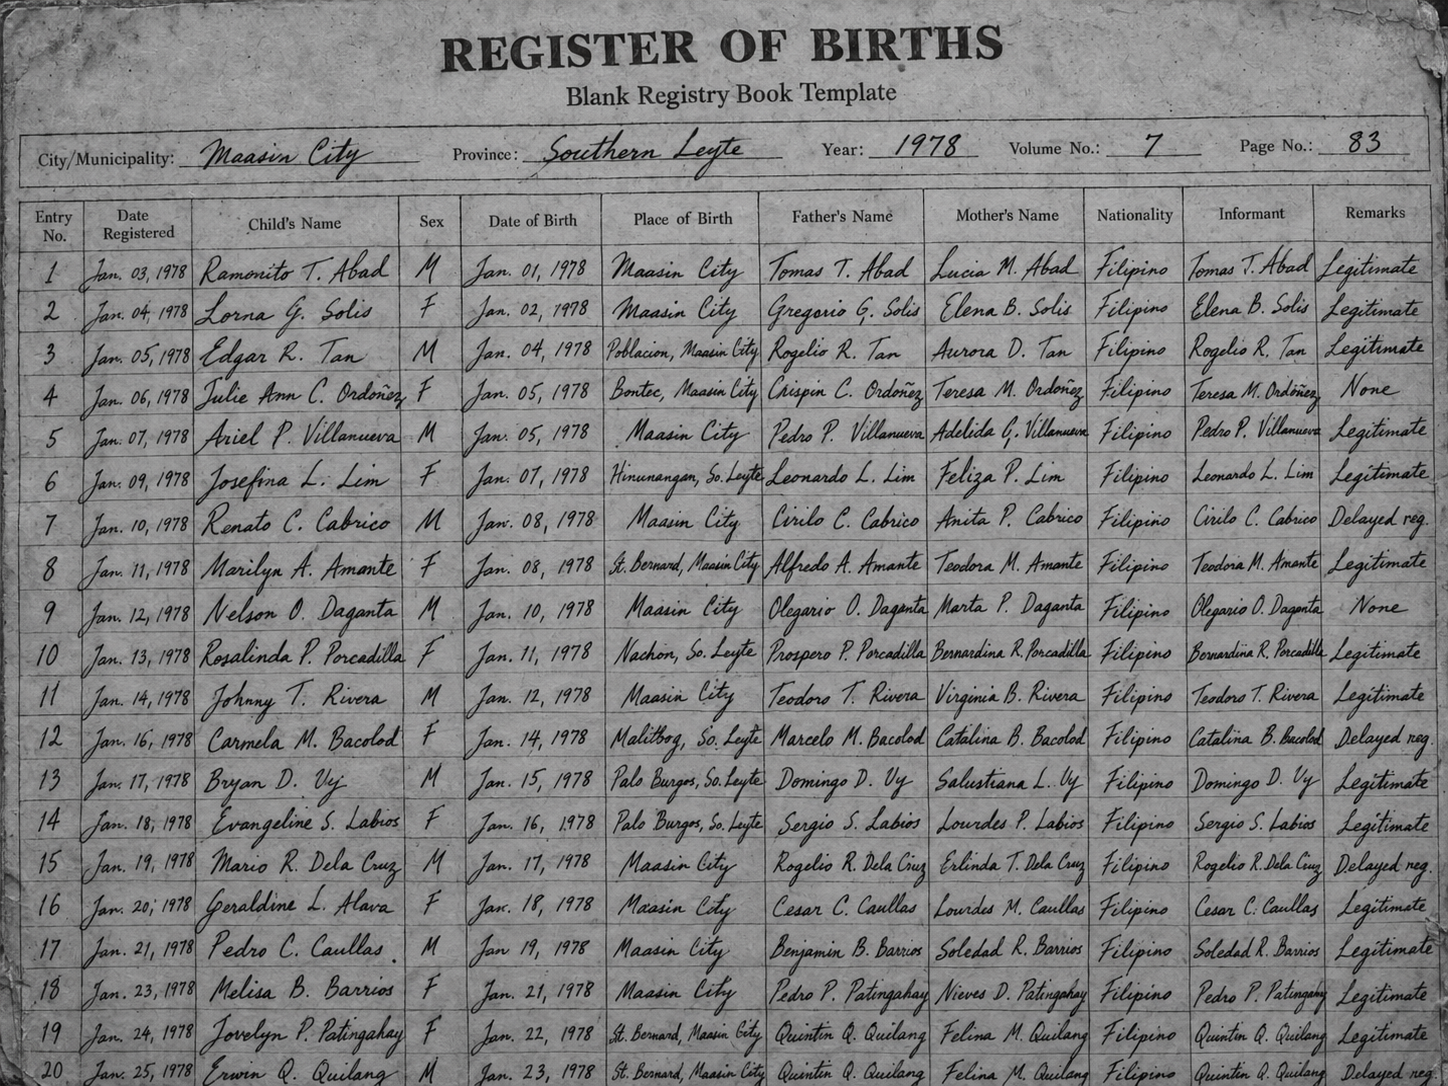 REGISTER OF BIRTHS
Blank Registry Book Template
City/Municipality: Maasin City Province: Southern Leyte Year: 1978 Volume No.: 7 Page No.: 83
Entry No. Date Registered Child's Name Sex Date of Birth Place of Birth Father's Name Mother's Name Nationality Informant Remarks
1 Jan. 03, 1978 Ramonito T. Abad M Jan. 01, 1978 Maasin City Tomas T. Abad Lucia M. Abad Filipino Tomas T. Abad Legitimate
2 Jan. 04, 1978 Lorna G. Solis F Jan. 02, 1978 Maasin City Gregorio G. Solis Elena B. Solis Filipino Elena B. Solis Legitimate
3 Jan. 05, 1978 Edgar R. Tan M Jan. 04, 1978 Poblacion, Maasin City Rogelio R. Tan Aurora D. Tan Filipino Rogelio R. Tan Legitimate
4 Jan. 06, 1978 Julie Ann C. Ordoñez F Jan. 05, 1978 Bontec, Maasin City Crispin C. Ordoñez Teresa M. Ordoñez Filipino Teresa M. Ordoñez None
5 Jan. 07, 1978 Ariel P. Villanueva M Jan. 05, 1978 Maasin City Pedro P. Villanueva Adelida G. Villanueva Filipino Pedro P. Villanueva Legitimate
6 Jan. 09, 1978 Josefina L. Lim F Jan. 07, 1978 Hinunangan, So. Leyte Leonardo L. Lim Feliza P. Lim Filipino Leonardo L. Lim Legitimate
7 Jan. 10, 1978 Renato C. Cabrico M Jan. 08, 1978 Maasin City Cirilo C. Cabrico Anita P. Cabrico Filipino Cirilo C. Cabrico Delayed reg.
8 Jan. 11, 1978 Marilyn A. Amante F Jan. 08, 1978 St. Bernard, Maasin City Alfredo A. Amante Teodora M. Amante Filipino Teodora M. Amante Legitimate
9 Jan. 12, 1978 Nelson O. Daganta M Jan. 10, 1978 Maasin City Olegario O. Daganta Marta P. Daganta Filipino Olegario O. Daganta None
10 Jan. 13, 1978 Rosalinda P. Porcadilla F Jan. 11, 1978 Nachon, So. Leyte Prospero P. Porcadilla Bernardina R. Porcadilla Filipino Bernardina R. Porcadilla Legitimate
11 Jan. 14, 1978 Johnny T. Rivera M Jan. 12, 1978 Maasin City Teodoro T. Rivera Virginia B. Rivera Filipino Teodoro T. Rivera Legitimate
12 Jan. 16, 1978 Carmela M. Bacolod F Jan. 14, 1978 Malitbog, So. Leyte Marcelo M. Bacolod Catalina B. Bacolod Filipino Catalina B. Bacolod Delayed reg.
13 Jan. 17, 1978 Bryan D. Uy M Jan. 15, 1978 Palo Burgos, So. Leyte Domingo D. Uy Salustiana L. Uy Filipino Domingo D. Uy Legitimate
14 Jan. 18, 1978 Evangeline S. Labios F Jan. 16, 1978 Palo Burgos, So. Leyte Sergio S. Labios Lourdes P. Labios Filipino Sergio S. Labios Legitimate
15 Jan. 19, 1978 Mario R. Dela Cruz M Jan. 17, 1978 Maasin City Rogelio R. Dela Cruz Erlinda T. Dela Cruz Filipino Rogelio R. Dela Cruz Delayed reg.
16 Jan. 20, 1978 Geraldine L. Alava F Jan. 18, 1978 Maasin City Cesar C. Caullas Lourdes M. Caullas Filipino Cesar C. Caullas Legitimate
17 Jan. 21, 1978 Pedro C. Caullas M Jan 19, 1978 Maasin City Benjamin B. Barrios Soledad R. Barrios Filipino Soledad R. Barrios Legitimate
18 Jan. 23, 1978 Melisa B. Barrios F Jan. 21, 1978 Maasin City Pedro P. Patingahay Nieves D. Patingahay Filipino Pedro P. Patingahay Legitimate
19 Jan. 24, 1978 Jovelyn P. Patingahay F Jan. 22, 1978 St. Bernard, Maasin City Quintin Q. Quilang Felina M. Quilang Filipino Quintin Q. Quilang Legitimate
20 Jan. 25, 1978 Erwin Q. Quilang M Jan. 23, 1978 St. Bernard, Maasin City Quintin Q. Quilang Felina M. Quilang Filipino Quintin Q. Quilang Delayed reg.